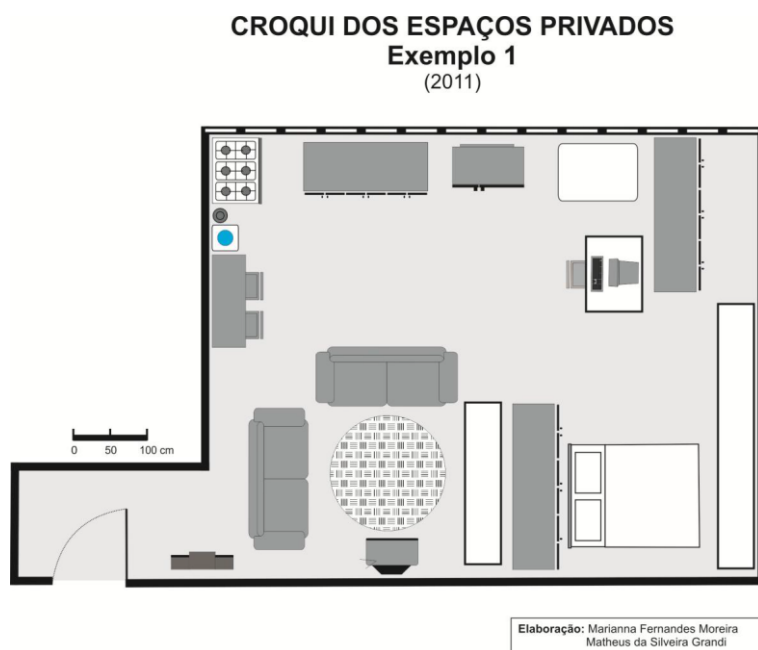 CROQUI DOS ESPAÇOS PRIVADOS
Exemplo 1
(2011)
0 50 100 cm
Elaboração: Marianna Fernandes Moreira
Matheus da Silveira Grandi